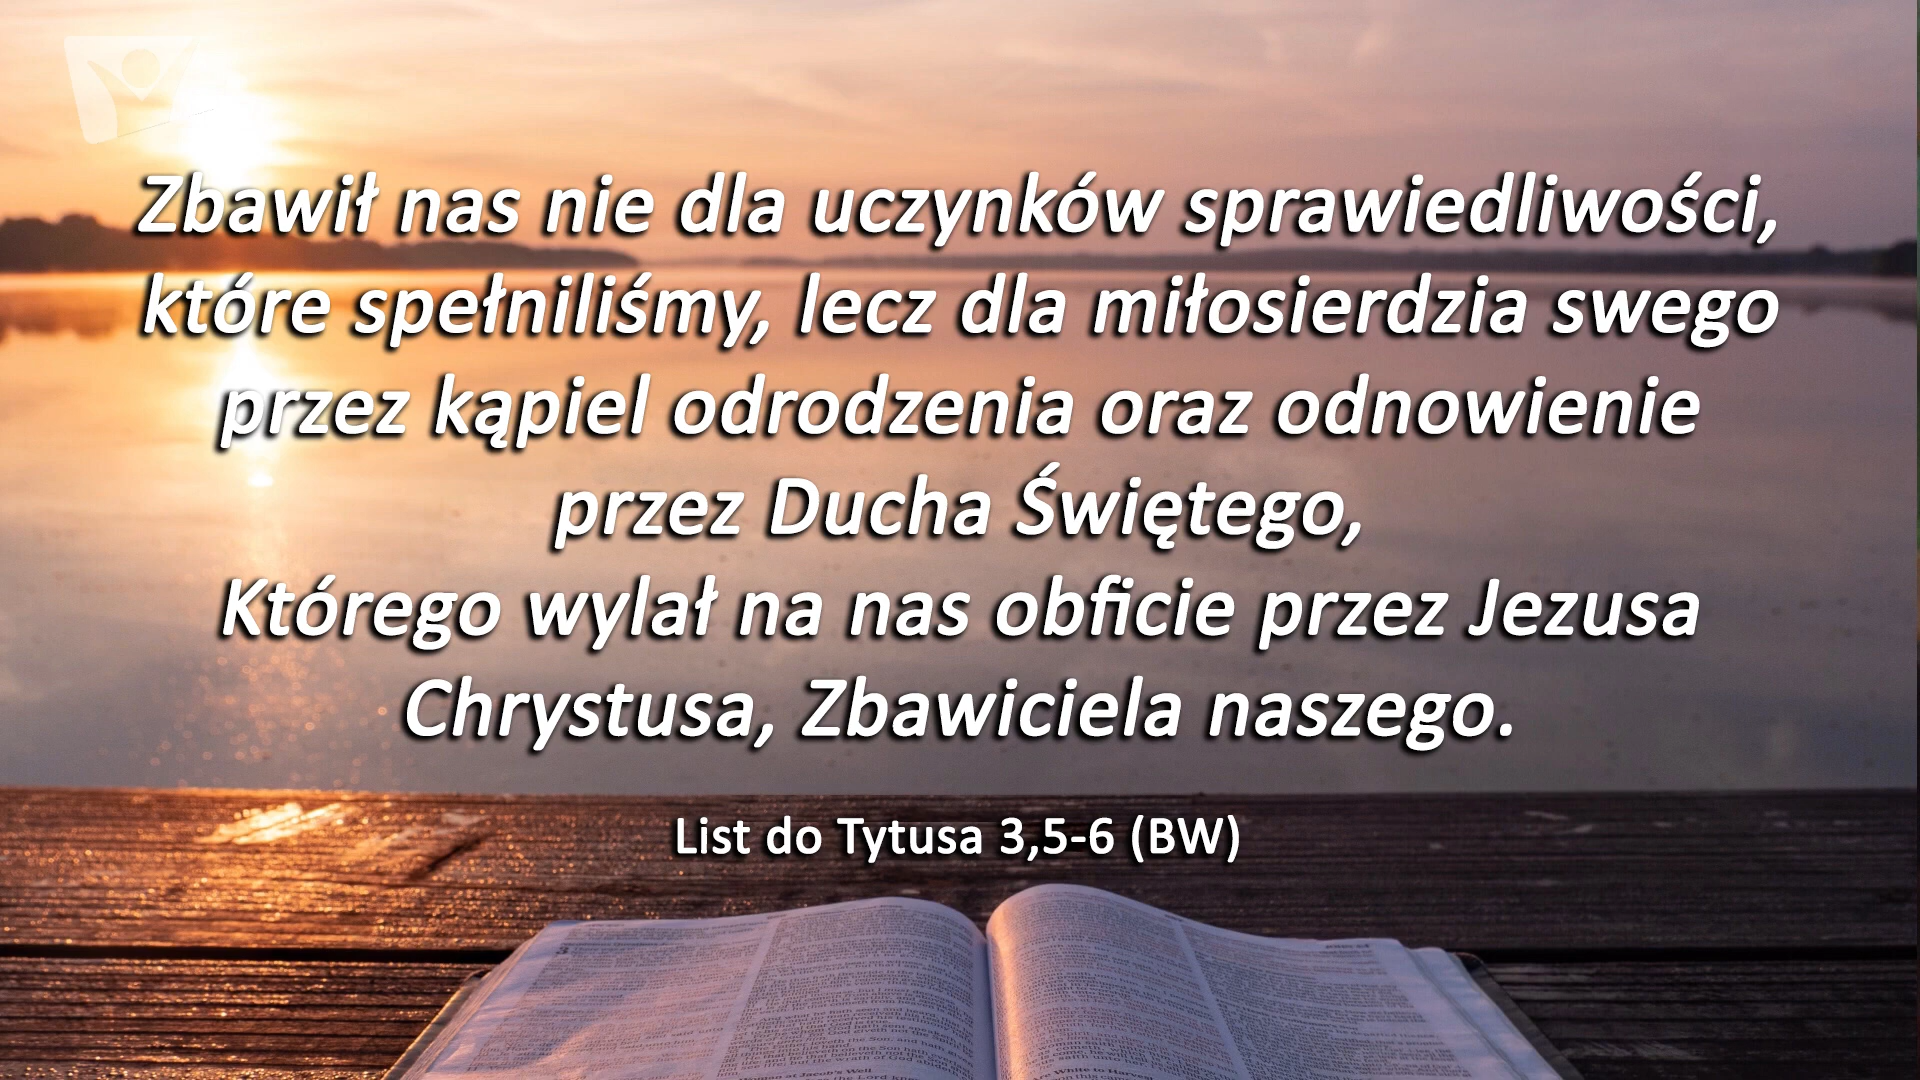 Zbawił nas nie dla uczynków sprawiedliwości,
które spełniliśmy, lecz dla miłosierdzia swego
przez kąpiel odrodzenia oraz odnowienie
przez Ducha Świętego,
Którego wylał na nas obficie przez Jezusa
Chrystusa, Zbawiciela naszego.
List do Tytusa 3,5-6 (BW)